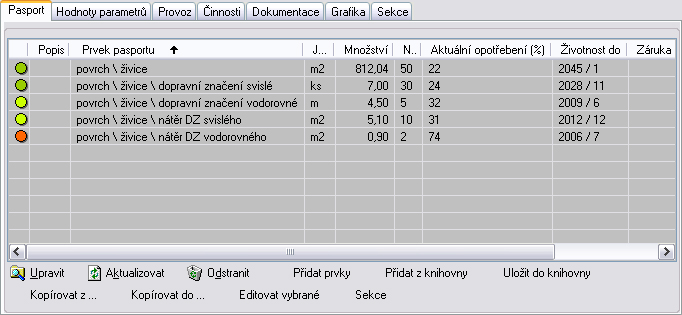 Pasport Hodnoty parametrů Provoz Činnosti Dokumentace Grafika Sekce
Popis Prvek pasportu J... Množství N.. Aktuální opotřebení (%) Životnost do Záruka
povrch \ živice m2 812,04 50 22 2045 / 1
povrch \ živice \ dopravní značení svislé ks 7,00 30 24 2028 / 11
povrch \ živice \ dopravní značení vodorovné m 4,50 5 32 2009 / 6
povrch \ živice \ nátěr DZ svislého m2 5,10 10 31 2012 / 12
povrch \ živice \ nátěr DZ vodorovného m2 0,90 2 74 2006 / 7
Upravit Aktualizovat Odstranit Přidat prvky Přidat z knihovny Uložit do knihovny
Kopírovat z ... Kopírovat do ... Editovat vybrané Sekce